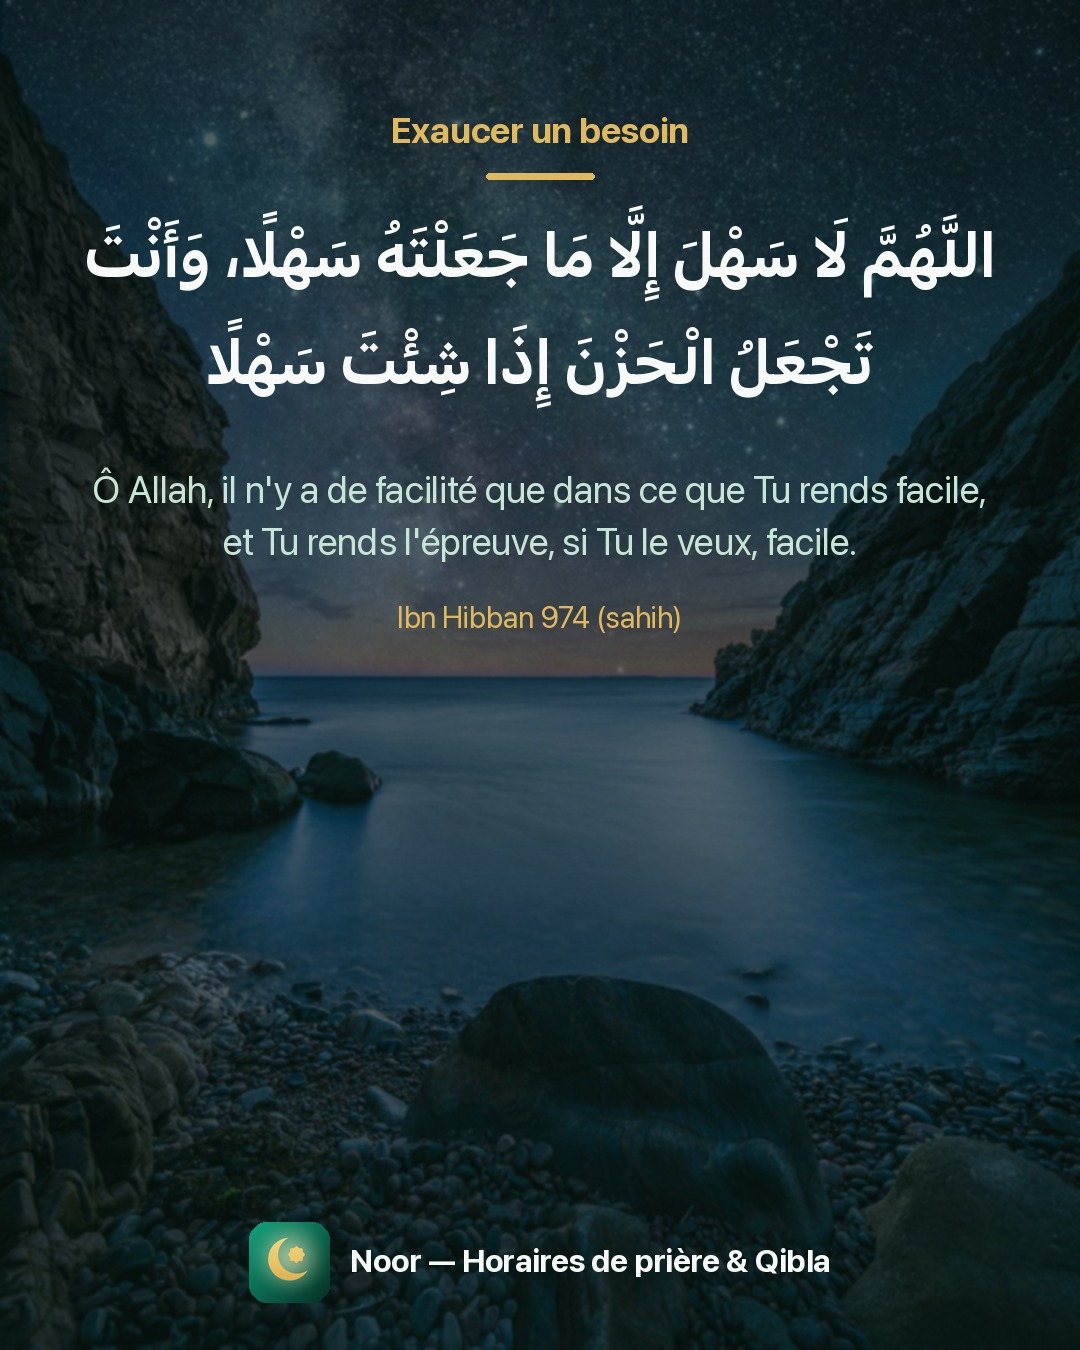 Exaucer un besoin
اللَّهُمَّ لَا سَهْلَ إِلَّا مَا جَعَلْتَهُ سَهْلًا، وَأَنْتَ
تَجْعَلُ الْحَزْنَ إِذَا شِئْتَ سَهْلًا
Ô Allah, il n'y a de facilité que dans ce que Tu rends facile,
et Tu rends l'épreuve, si Tu le veux, facile.
Ibn Hibban 974 (sahih)
Noor — Horaires de prière & Qibla